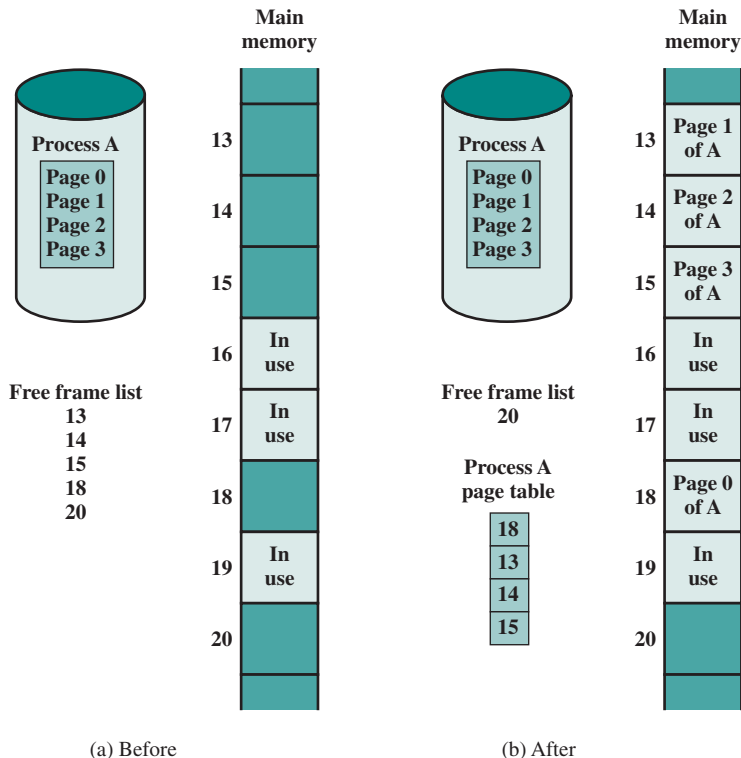 Main
memory
Process A
Page 0
Page 1
Page 2
Page 3
Free frame list
13
14
15
18
20
13
14
15
16
In
use
17
In
use
18
19
In
use
20
(a) Before
Main
memory
Process A
Page 0
Page 1
Page 2
Page 3
Free frame list
20
Process A
page table
18
13
14
15
13
Page 1
of A
14
Page 2
of A
15
Page 3
of A
16
In
use
17
In
use
18
Page 0
of A
19
In
use
20
(b) After